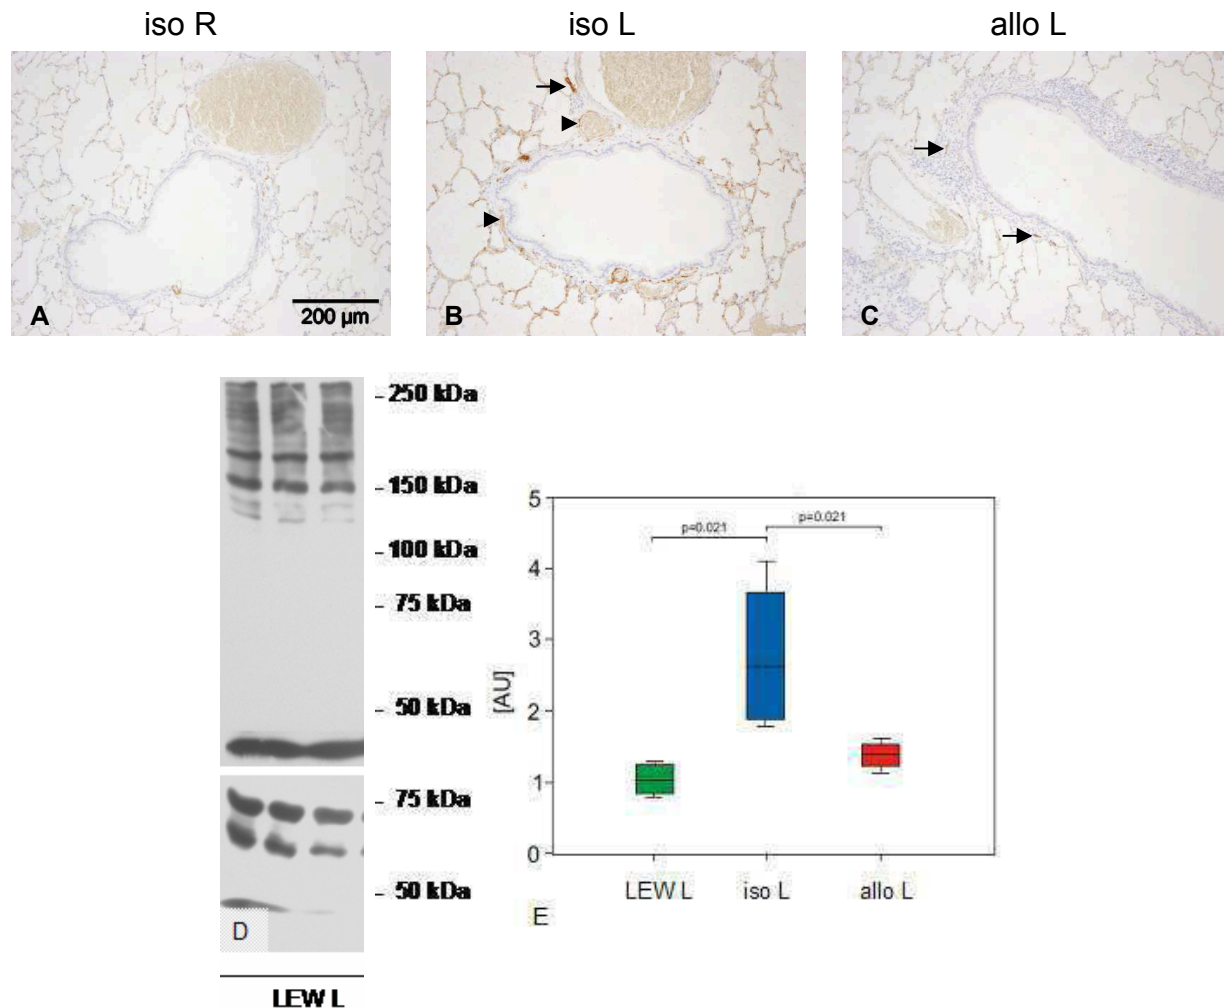 iso R
iso L
allo L
A
200 µm
B
C
- 250 kDa
- 150 kDa
- 100 kDa
- 75 kDa
- 50 kDa
- 75 kDa
- 50 kDa
D
LEW L
5
4
3
2
1
0
[AU]
p=0.021
p=0.021
LEW L
iso L
allo L
E